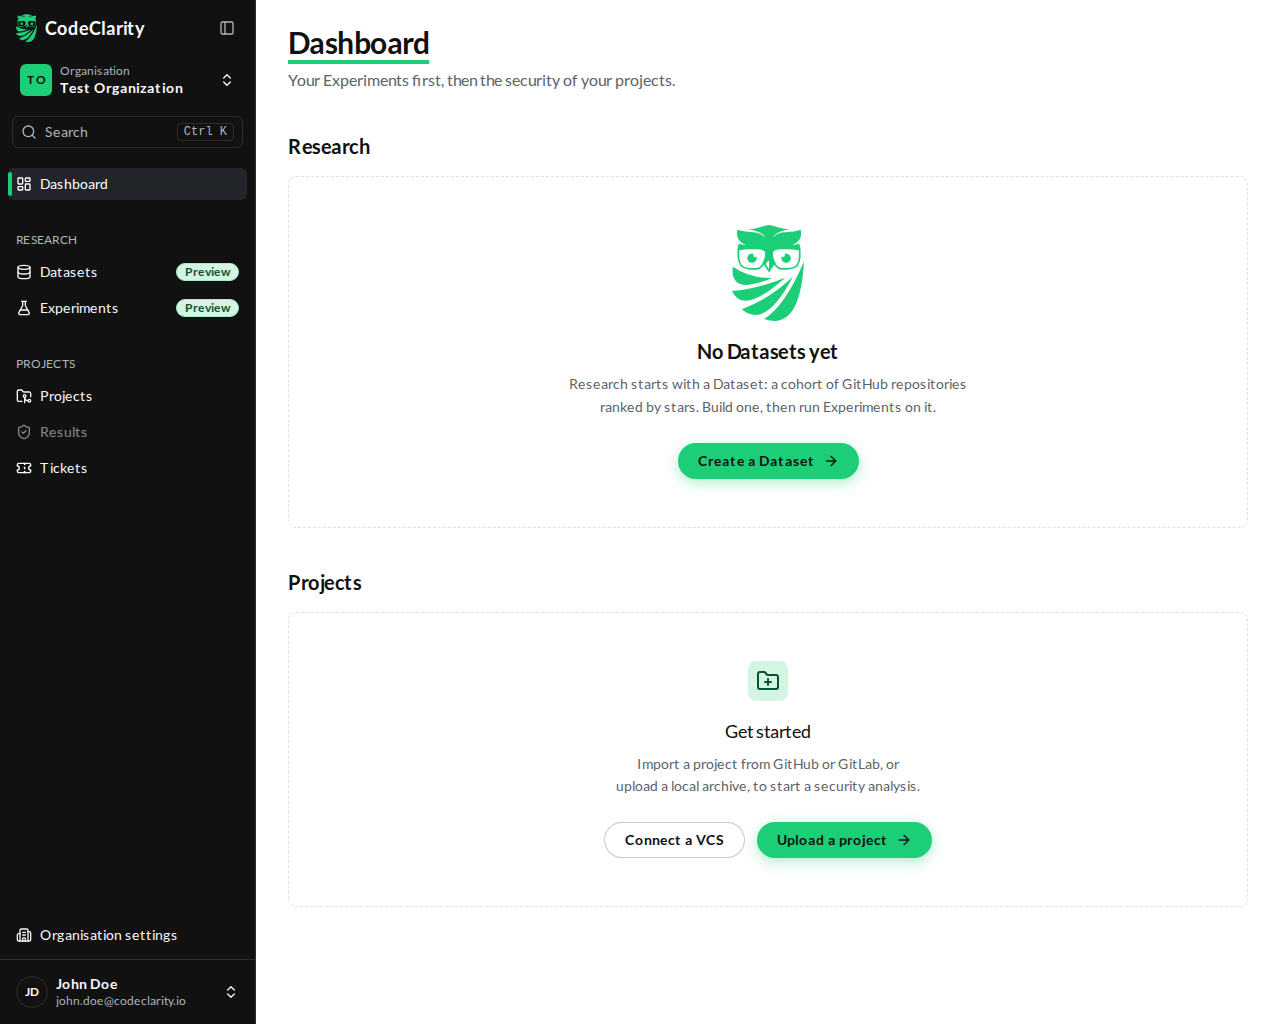 CodeClarity
TO
Organisation
Test Organization
Search
Ctrl K
Dashboard
RESEARCH
Datasets
Preview
Experiments
Preview
PROJECTS
Projects
Results
Tickets
Organisation settings
JD
John Doe
john.doe@codeclarity.io
Dashboard
Your Experiments first, then the security of your projects.
Research
No Datasets yet
Research starts with a Dataset: a cohort of GitHub repositories
ranked by stars. Build one, then run Experiments on it.
Create a Dataset
Projects
Get started
Import a project from GitHub or GitLab, or
upload a local archive, to start a security analysis.
Connect a VCS
Upload a project